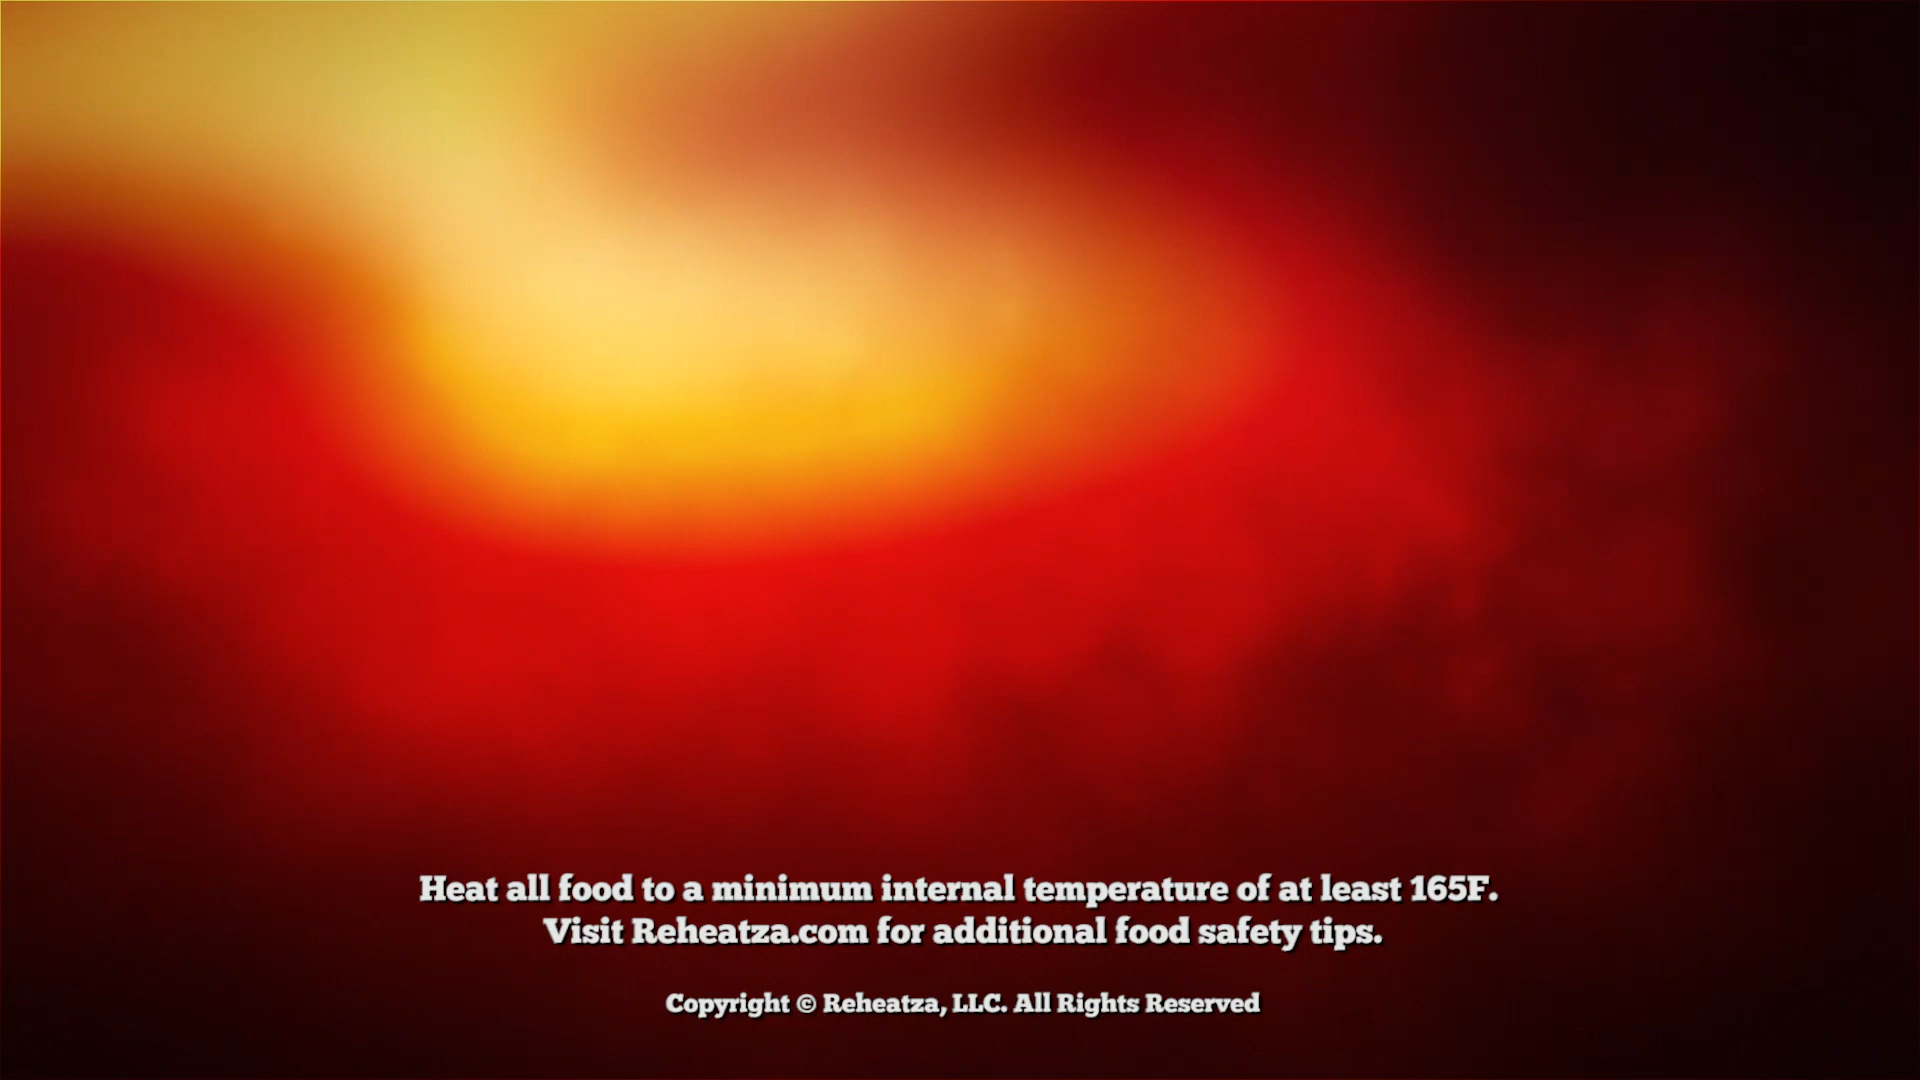 Heat all food to a minimum internal temperature of at least 165F.
Visit Reheatza.com for additional food safety tips.
Copyright © Reheatza, LLC. All Rights Reserved